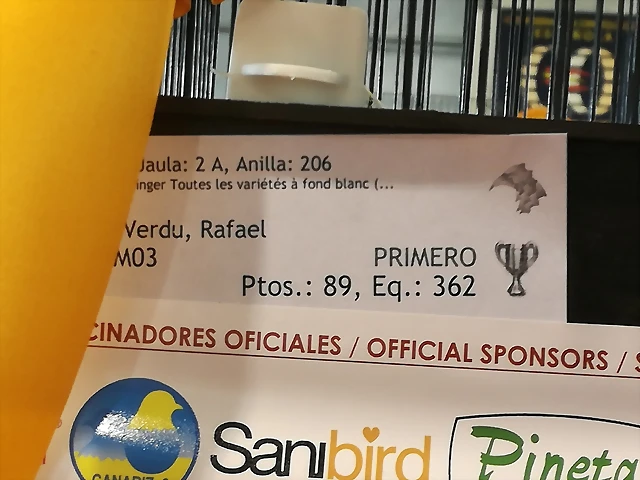 Jaula: 2 A, Anilla: 206
inger Toutes les variétés à fond blanc (...
Verdu, Rafael
M03
PRIMERO
Ptos.: 89, Eq.: 362
CINADORES OFICIALES / OFFICIAL SPONSORS / S
Sanibird
Pineta